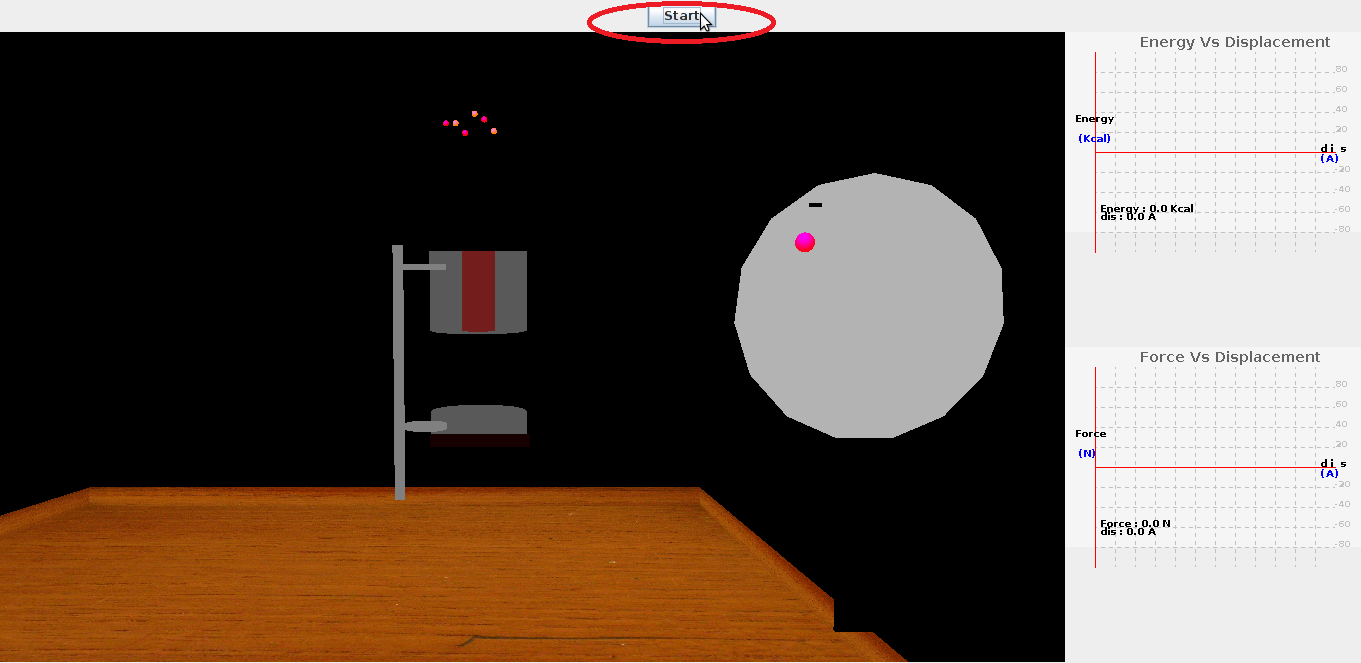 Start
Energy Vs Displacement
80
60
40
Energy
20
(Kcal)
dis
(A)
-20
-40
Energy : 0.0 Kcal
-60
dis : 0.0 A
-80
Force Vs Displacement
80
60
40
Force
20
(N)
dis
(A)
-20
-40
Force : 0.0 N
-60
dis : 0.0 A
-80